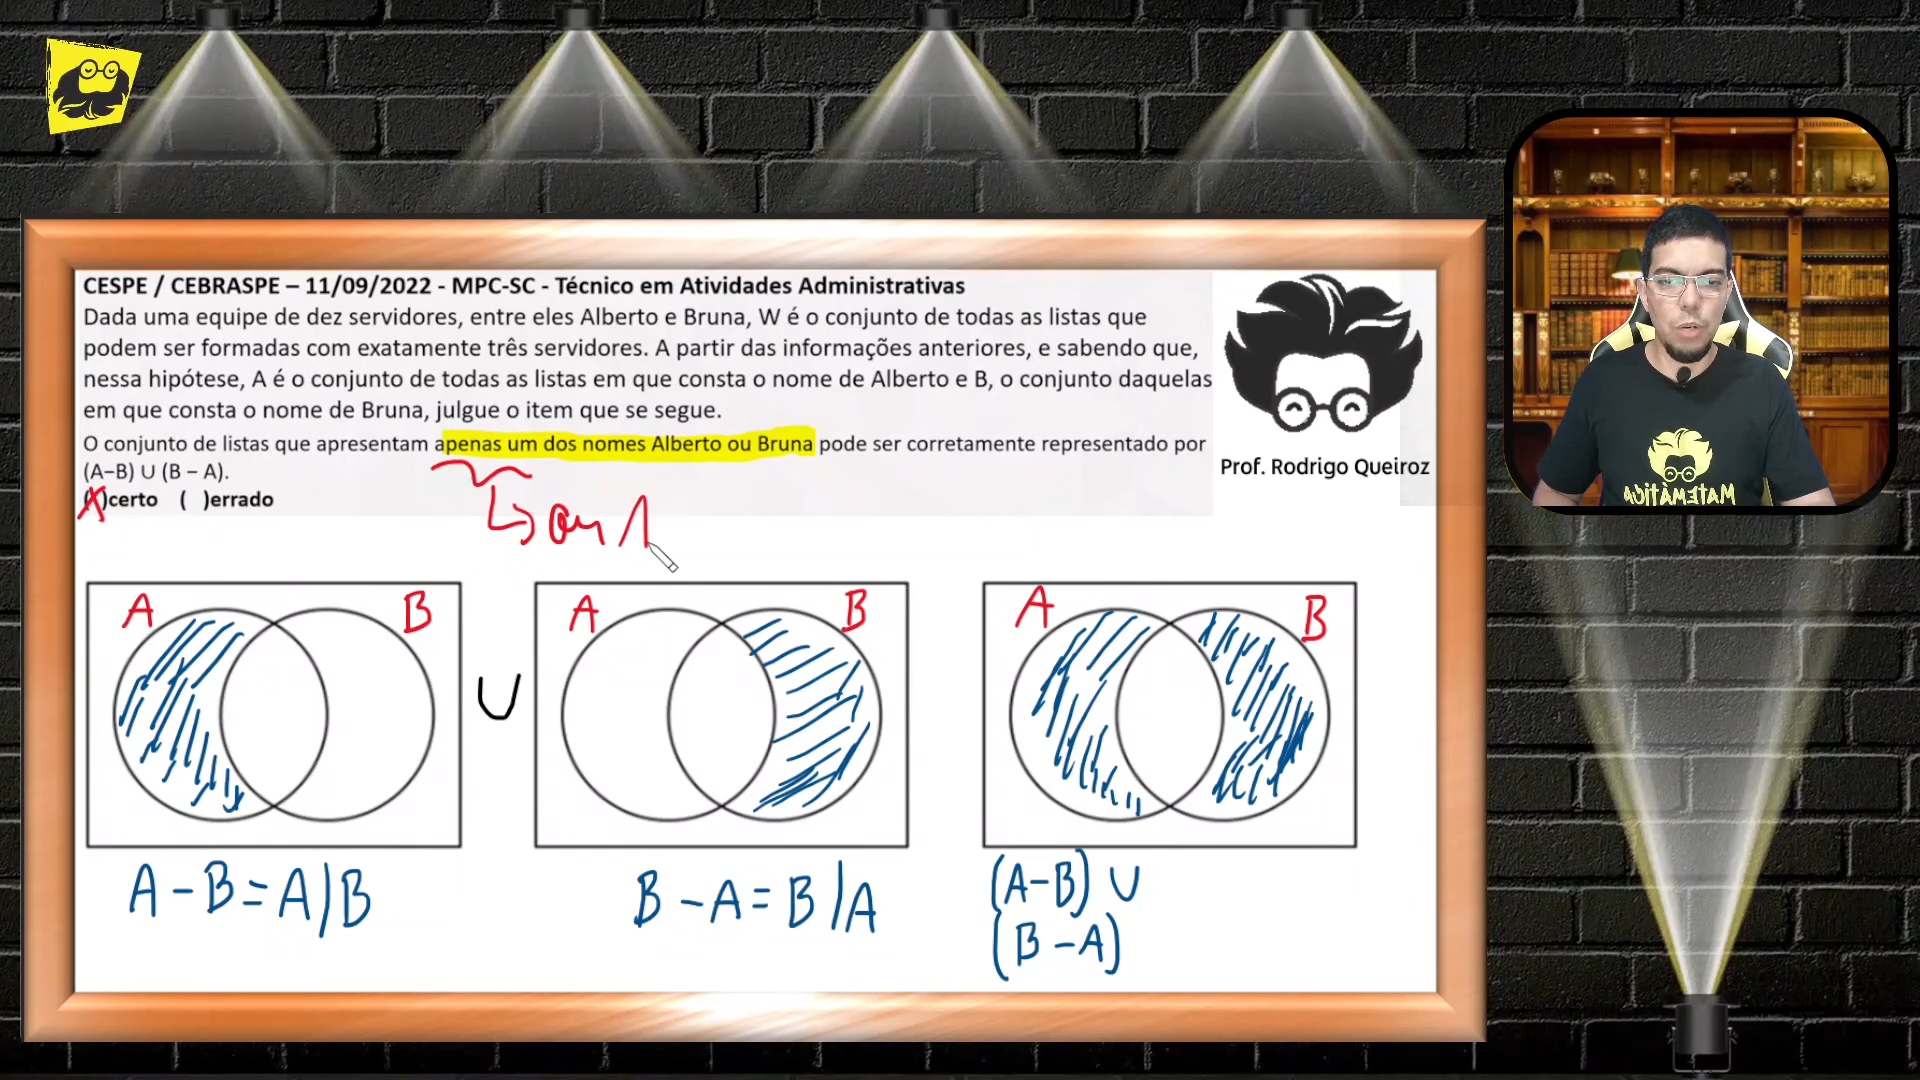 CESPE / CEBRASPE – 11/09/2022 - MPC-SC - Técnico em Atividades Administrativas
Dada uma equipe de dez servidores, entre eles Alberto e Bruna, W é o conjunto de todas as listas que
podem ser formadas com exatamente três servidores. A partir das informações anteriores, e sabendo que,
nessa hipótese, A é o conjunto de todas as listas em que consta o nome de Alberto e B, o conjunto daquelas
em que consta o nome de Bruna, julgue o item que se segue.
O conjunto de listas que apresentam apenas um dos nomes Alberto ou Bruna pode ser corretamente representado por
(A–B) ∪ (B – A).
(X)certo ( )errado
Prof. Rodrigo Queiroz
MATEMÁTICA
ou A
A B
∪
A B
A B
A - B = A | B
B - A = B | A
(A-B) ∪
(B - A)